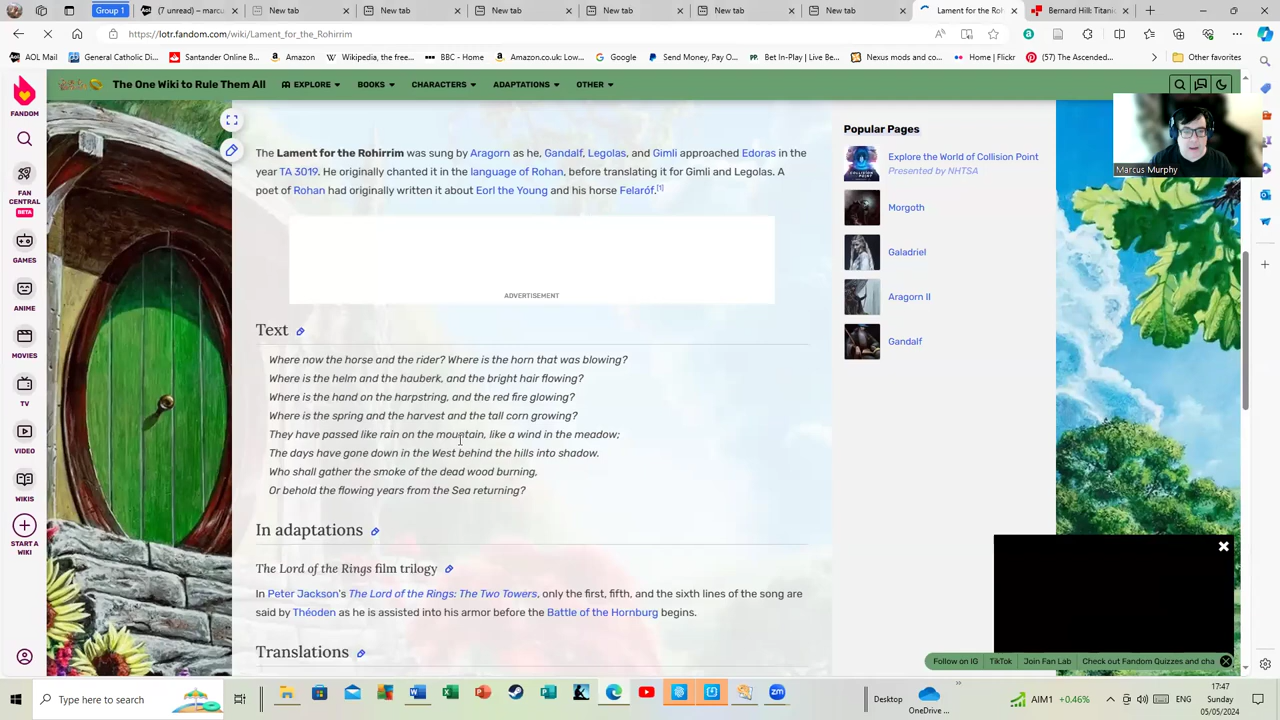 Group 1
Bernard Hill: Titani
https://lotr.fandom.com/wiki/Lament_for_the_Rohirrim
AOL Mail
General Catholic Di...
Santander Online B...
Amazon
Wikipedia, the free...
BBC - Home
Amazon.co.uk: Low...
Google
Send Money, Pay O...
Bet In-Play | Live Be...
Nexus mods and co...
Home | Flickr
(57) The Ascended...
Other favorites
The One Wiki to Rule Them All
EXPLORE
BOOKS
CHARACTERS
ADAPTATIONS
OTHER
FANDOM
FAN
CENTRAL
BETA
GAMES
ANIME
MOVIES
TV
VIDEO
WIKIS
START A
WIKI
The Lament for the Rohirrim was sung by Aragorn as he, Gandalf, Legolas, and Gimli approached Edoras in the
year TA 3019. He originally chanted it in the language of Rohan, before translating it for Gimli and Legolas. A
poet of Rohan had originally written it about Eorl the Young and his horse Felaróf.[1]
ADVERTISEMENT
Text
Where now the horse and the rider? Where is the horn that was blowing?
Where is the helm and the hauberk, and the bright hair flowing?
Where is the hand on the harpstring, and the red fire glowing?
Where is the spring and the harvest and the tall corn growing?
They have passed like rain on the mountain, like a wind in the meadow;
The days have gone down in the West behind the hills into shadow.
Who shall gather the smoke of the dead wood burning,
Or behold the flowing years from the Sea returning?
In adaptations
The Lord of the Rings film trilogy
In Peter Jackson's The Lord of the Rings: The Two Towers, only the first, fifth, and the sixth lines of the song are
said by Théoden as he is assisted into his armor before the Battle of the Hornburg begins.
Translations
Popular Pages
Explore the World of Collision Point
Presented by NHTSA
Morgoth
Galadriel
Aragorn II
Gandalf
Marcus Murphy
Follow on IG
TikTok
Join Fan Lab
Check out Fandom Quizzes and cha
Type here to search
Desktop
OneDrive ...
AIM1 +0.46%
ENG
17:47
Sunday
05/05/2024